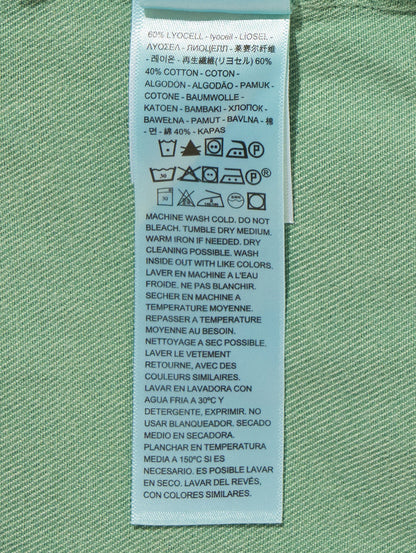 60% LYOCELL - lyocell - LIOSEL -
ΛΥΟΣΕΛ - ЛИОЦЕЛЛ - 莱赛尔纤维
- 레이온 - 再生繊維(リヨセル) 60%
40% COTTON - COTON -
ALGODÓN - ALGODÃO - PAMUK -
COTONE - BAUMWOLLE -
KATOEN - BAMBAKI - ХЛОПОК -
BAWEŁNA - PAMUT - BAVLNA - 棉
- 면 - 綿 40% - KAPAS
P
30 P®
30
MACHINE WASH COLD. DO NOT
BLEACH. TUMBLE DRY MEDIUM.
WARM IRON IF NEEDED. DRY
CLEANING POSSIBLE. WASH
INSIDE OUT WITH LIKE COLORS.
LAVER EN MACHINE A L'EAU
FROIDE. NE PAS BLANCHIR.
SECHER EN MACHINE A
TEMPERATURE MOYENNE.
REPASSER A TEMPERATURE
MOYENNE AU BESOIN.
NETTOYAGE A SEC POSSIBLE.
LAVER LE VETEMENT
RETOURNE, AVEC DES
COULEURS SIMILAIRES.
LAVAR EN LAVADORA CON
AGUA FRIA A 30ºC Y
DETERGENTE, EXPRIMIR. NO
USAR BLANQUEADOR. SECADO
MEDIO EN SECADORA.
PLANCHAR EN TEMPERATURA
MEDIA A 150ºC SI ES
NECESARIO. ES POSIBLE LAVAR
EN SECO. LAVAR DEL REVÉS,
CON COLORES SIMILARES.